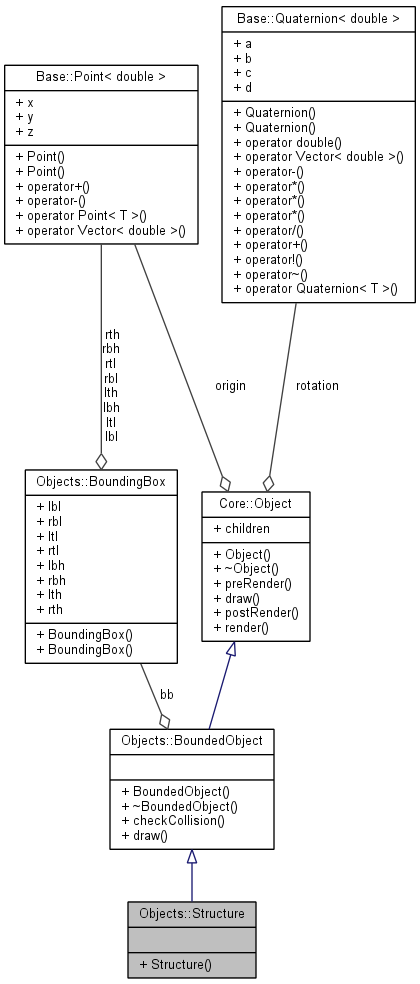 Base::Quaternion< double >
+ a
+ b
+ c
+ d
+ Quaternion()
+ Quaternion()
+ operator double()
+ operator Vector< double >()
+ operator-()
+ operator*()
+ operator*()
+ operator*()
+ operator/()
+ operator+()
+ operator!()
+ operator~()
+ operator Quaternion< T >()
Base::Point< double >
+ x
+ y
+ z
+ Point()
+ Point()
+ operator+()
+ operator-()
+ operator Point< T >()
+ operator Vector< double >()
rth
rbh
rtl
rbl
lth
lbh
ltl
lbl
origin
rotation
Objects::BoundingBox
+ lbl
+ rbl
+ ltl
+ rtl
+ lbh
+ rbh
+ lth
+ rth
+ BoundingBox()
+ BoundingBox()
Core::Object
+ children
+ Object()
+ ~Object()
+ preRender()
+ draw()
+ postRender()
+ render()
bb
Objects::BoundedObject
+ BoundedObject()
+ ~BoundedObject()
+ checkCollision()
+ draw()
Objects::Structure
+ Structure()